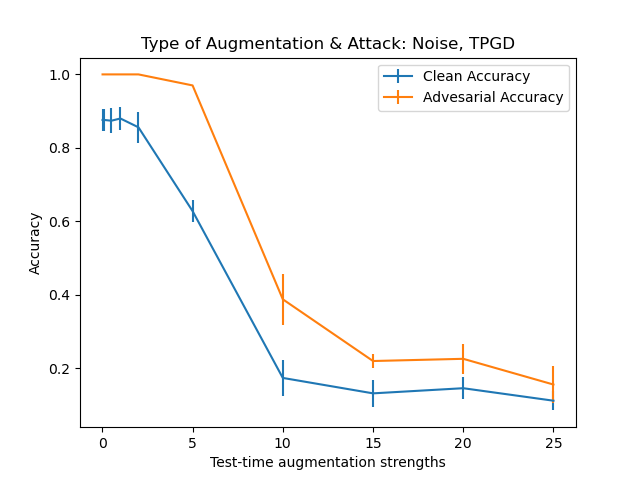 Type of Augmentation & Attack: Noise, TPGD
Clean Accuracy
Advesarial Accuracy
Accuracy
1.0
0.8
0.6
0.4
0.2
0 5 10 15 20 25
Test-time augmentation strengths